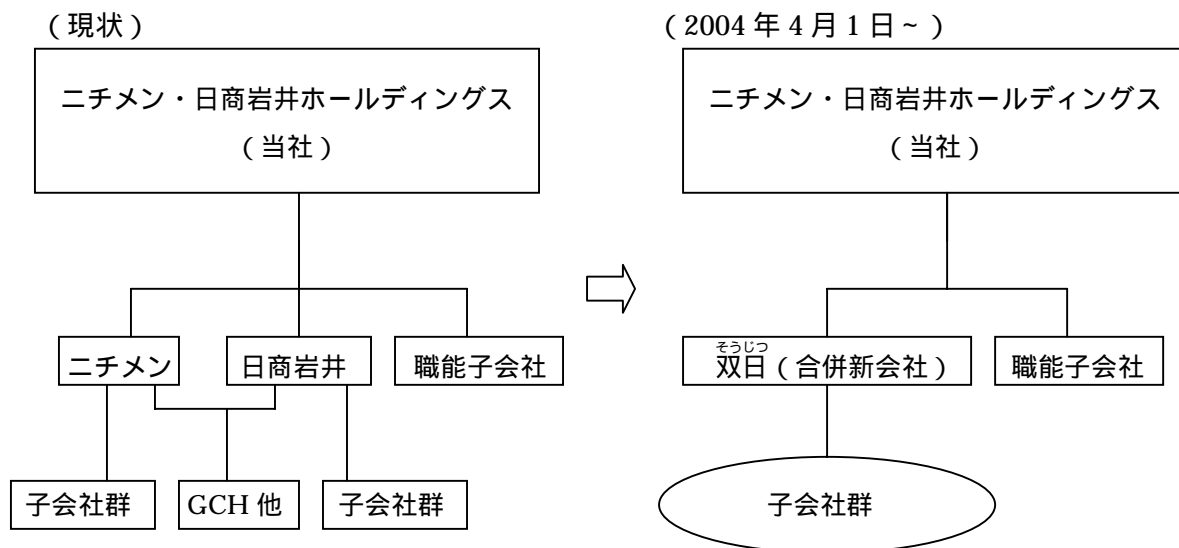 (現状)
(2004年4月1日~)
ニチメン・日商岩井ホールディングス
(当社)
ニチメン・日商岩井ホールディングス
(当社)
ニチメン
日商岩井
職能子会社
そうじつ
双日(合併新会社)
職能子会社
子会社群
GCH 他
子会社群
子会社群